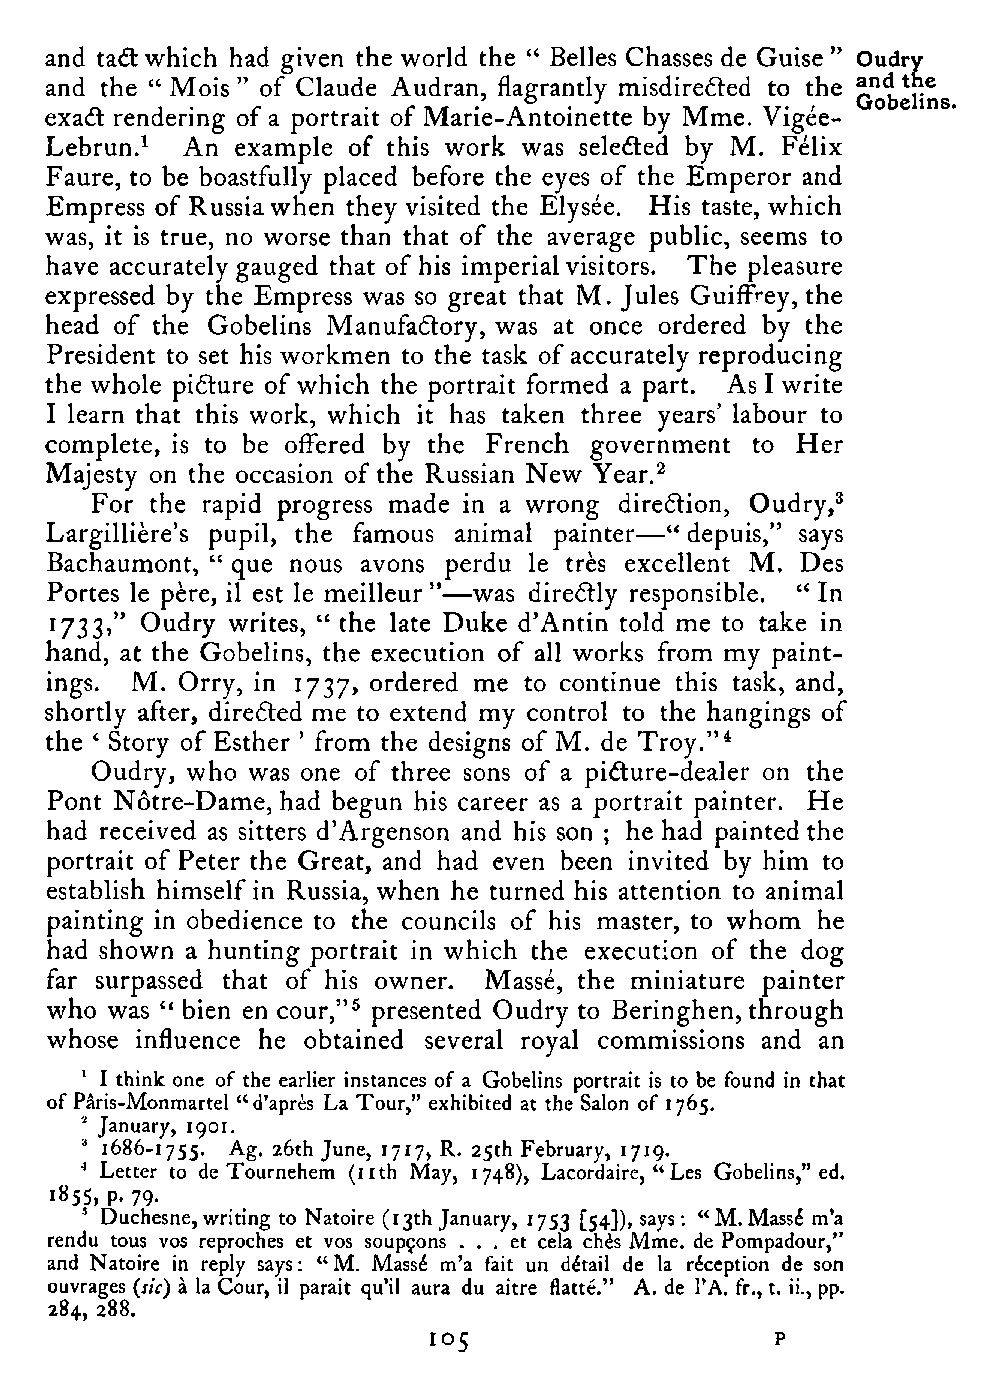 and tact which had given the world the “ Belles Chasses de Guise ”
and the “ Mois ” of Claude Audran, flagrantly misdirected to the
exact rendering of a portrait of Marie-Antoinette by Mme. Vigée-
Lebrun.¹ An example of this work was selected by M. Félix
Faure, to be boastfully placed before the eyes of the Emperor and
Empress of Russia when they visited the Elysée. His taste, which
was, it is true, no worse than that of the average public, seems to
have accurately gauged that of his imperial visitors. The pleasure
expressed by the Empress was so great that M. Jules Guiffrey, the
head of the Gobelins Manufactory, was at once ordered by the
President to set his workmen to the task of accurately reproducing
the whole picture of which the portrait formed a part. As I write
I learn that this work, which it has taken three years’ labour to
complete, is to be offered by the French government to Her
Majesty on the occasion of the Russian New Year.²
For the rapid progress made in a wrong direction, Oudry,³
Largillière’s pupil, the famous animal painter—“ depuis,” says
Bachaumont, “ que nous avons perdu le très excellent M. Des
Portes le père, il est le meilleur ”—was directly responsible. “ In
1733,” Oudry writes, “ the late Duke d’Antin told me to take in
hand, at the Gobelins, the execution of all works from my paint-
ings. M. Orry, in 1737, ordered me to continue this task, and,
shortly after, directed me to extend my control to the hangings of
the ‘ Story of Esther ’ from the designs of M. de Troy.”⁴
Oudry, who was one of three sons of a picture-dealer on the
Pont Nôtre-Dame, had begun his career as a portrait painter. He
had received as sitters d’Argenson and his son ; he had painted the
portrait of Peter the Great, and had even been invited by him to
establish himself in Russia, when he turned his attention to animal
painting in obedience to the councils of his master, to whom he
had shown a hunting portrait in which the execution of the dog
far surpassed that of his owner. Massé, the miniature painter
who was “ bien en cour,”⁵ presented Oudry to Beringhen, through
whose influence he obtained several royal commissions and an
Oudry
and the
Gobelins.
¹ I think one of the earlier instances of a Gobelins portrait is to be found in that
of Pâris-Monmartel “ d’après La Tour,” exhibited at the Salon of 1765.
² January, 1901.
³ 1686-1755. Ag. 26th June, 1717, R. 25th February, 1719.
⁴ Letter to de Tournehem (11th May, 1748), Lacordaire, “ Les Gobelins,” ed.
1855, p. 79.
⁵ Duchesne, writing to Natoire (13th January, 1753 [54]), says : “ M. Massé m’a
rendu tous vos reproches et vos soupçons . . . et cela chès Mme. de Pompadour,”
and Natoire in reply says : “ M. Massé m’a fait un détail de la réception de son
ouvrages (sic) à la Cour, il parait qu’il aura du aitre flatté.” A. de l’A. fr., t. ii., pp.
284, 288.
105 P